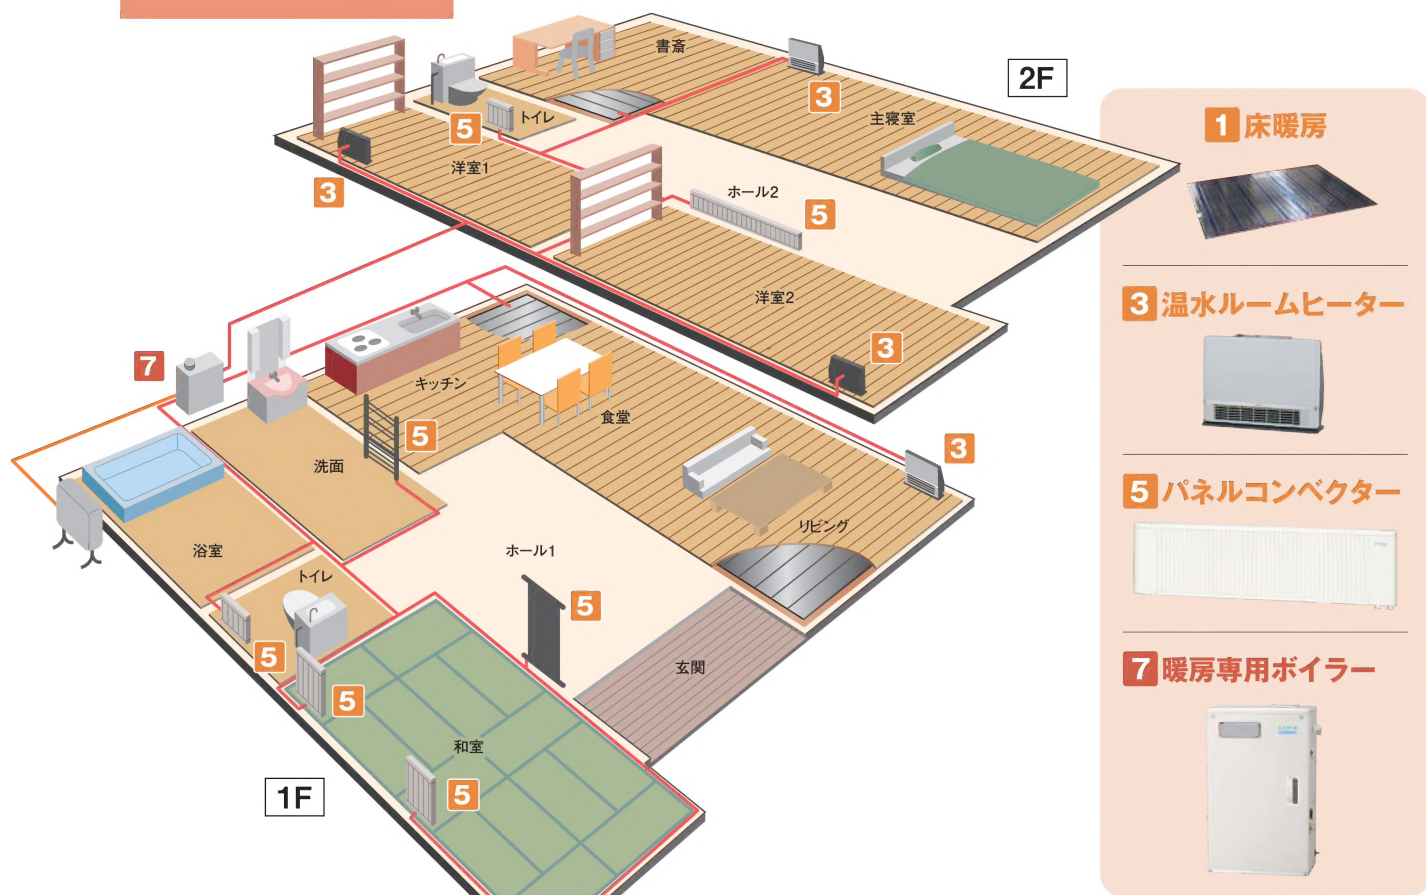 書斎
2F
3
主寝室
5
トイレ
洋室1
3
ホール2
5
洋室2
3
7
キッチン
食堂
5
洗面
3
リビング
浴室
ホール1
トイレ
5
5
玄関
5
和室
5
1F
1 床暖房
3 温水ルームヒーター
5 パネルコンベクター
7 暖房専用ボイラー